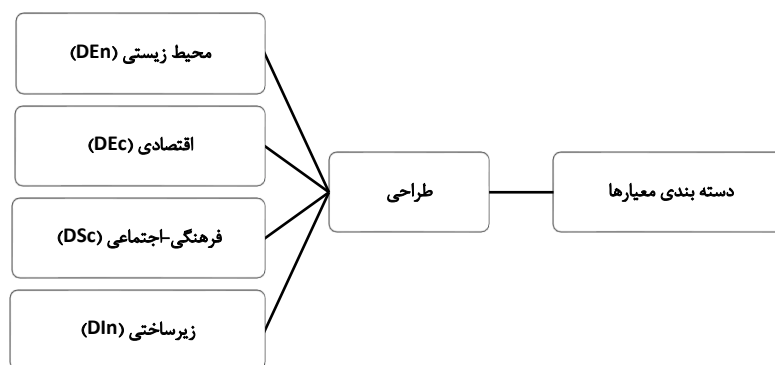 دسته بندی معیارها
طراحی
محیط زیستی (DEn)
اقتصادی (DEc)
فرهنگی-اجتماعی (DSc)
زیرساختی (DIn)